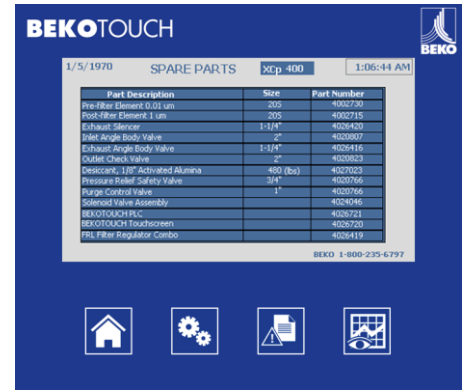 BEKOTOUCH
BEKO
1/5/1970 SPARE PARTS XCp 400 1:06:44 AM
Part Description Size Part Number
Pre-filter Element 0.01 um 20S 4002730
Post-filter Element 1 um 20S 4002715
Exhaust Silencer 1-1/4" 4026420
Inlet Angle Body Valve 2" 4020807
Exhaust Angle Body Valve 1-1/4" 4026416
Outlet Check Valve 2" 4020823
Desiccant, 1/8" Activated Alumina 480 (lbs) 4027023
Pressure Relief Safety Valve 3/4" 4020766
Purge Control Valve 1" 4020766
Solenoid Valve Assembly 4024046
BEKOTOUCH PLC 4026721
BEKOTOUCH Touchscreen 4026720
FRL Filter Regulator Combo 4026419
BEKO 1-800-235-6797